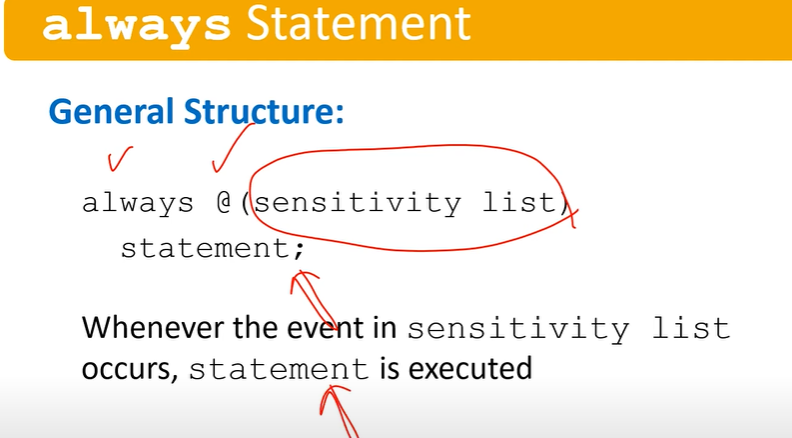 always Statement
General Structure:
always @(sensitivity list)
statement;
Whenever the event in sensitivity list
occurs, statement is executed